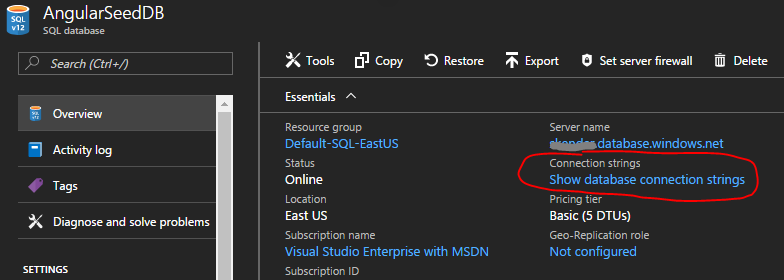 AngularSeedDB
SQL database
SQL
v12
Search (Ctrl+/)
Overview
Activity log
Tags
Diagnose and solve problems
SETTINGS
Tools Copy Restore Export Set server firewall Delete
Essentials
Resource group
Default-SQL-EastUS
Status
Online
Location
East US
Subscription name
Visual Studio Enterprise with MSDN
Subscription ID
Server name
.database.windows.net
Connection strings
Show database connection strings
Pricing tier
Basic (5 DTUs)
Geo-Replication role
Not configured